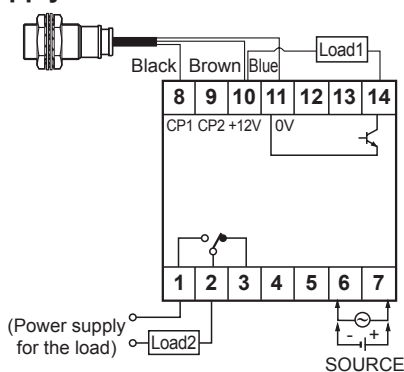 Load1
Black Brown Blue
8 9 10 11 12 13 14
CP1 CP2 +12V 0V
1 2 3 4 5 6 7
(Power supply
for the load)
Load2
- +
SOURCE